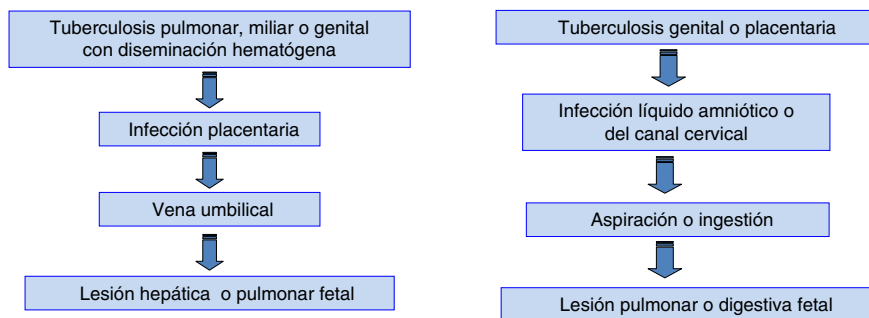 Tuberculosis pulmonar, miliar o genital
con diseminación hematógena
Infección placentaria
Vena umbilical
Lesión hepática o pulmonar fetal
Tuberculosis genital o placentaria
Infección líquido amniótico o
del canal cervical
Aspiración o ingestión
Lesión pulmonar o digestiva fetal